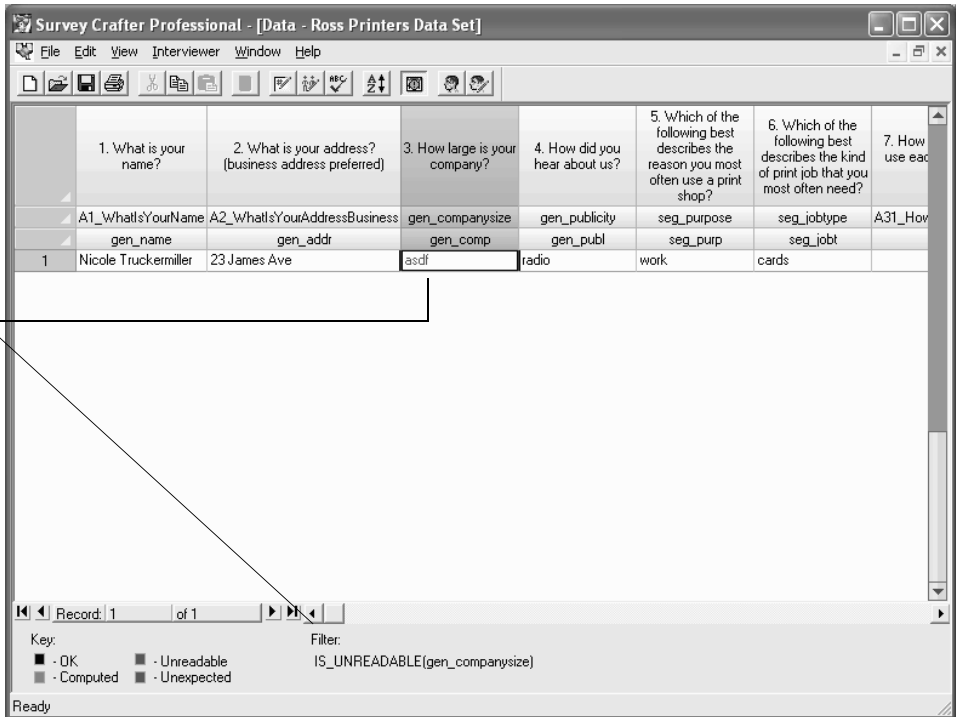 Survey Crafter Professional - [Data - Ross Printers Data Set]
File Edit View Interviewer Window Help
1. What is your name?
2. What is your address? (business address preferred)
3. How large is your company?
4. How did you hear about us?
5. Which of the following best describes the reason you most often use a print shop?
6. Which of the following best describes the kind of print job that you most often need?
7. How use eac
A1_WhatIsYourName A2_WhatIsYourAddressBusiness gen_companysize gen_publicity seg_purpose seg_jobtype A31_How
gen_name gen_addr gen_comp gen_publ seg_purp seg_jobt
1 Nicole Truckermiller 23 James Ave asdf radio work cards
Record: 1 of 1
Key:
- OK - Unreadable
- Computed - Unexpected
Filter:
IS_UNREADABLE(gen_companysize)
Ready